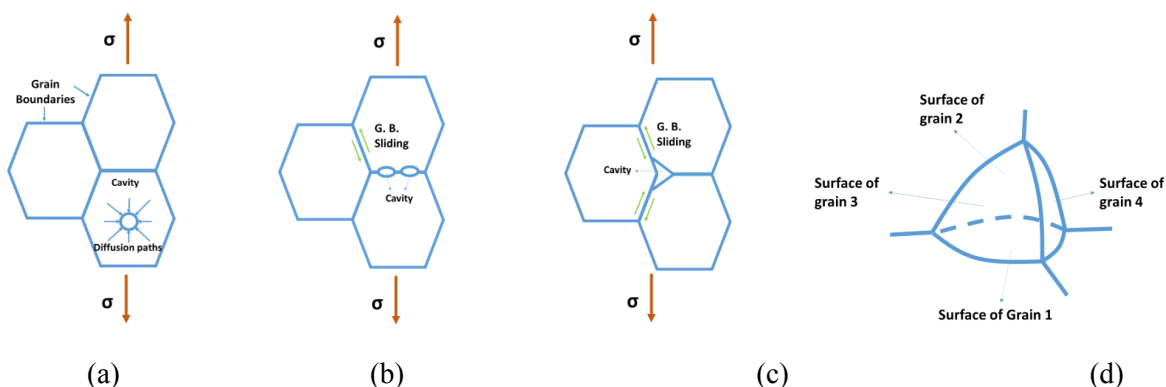 σ
Grain
Boundaries
Cavity
Diffusion paths
σ
(a)
σ
G. B.
Sliding
Cavity
σ
(b)
σ
G. B.
Sliding
Cavity
σ
(c)
Surface of
grain 2
Surface of
grain 3
Surface of
grain 4
Surface of Grain 1
(d)